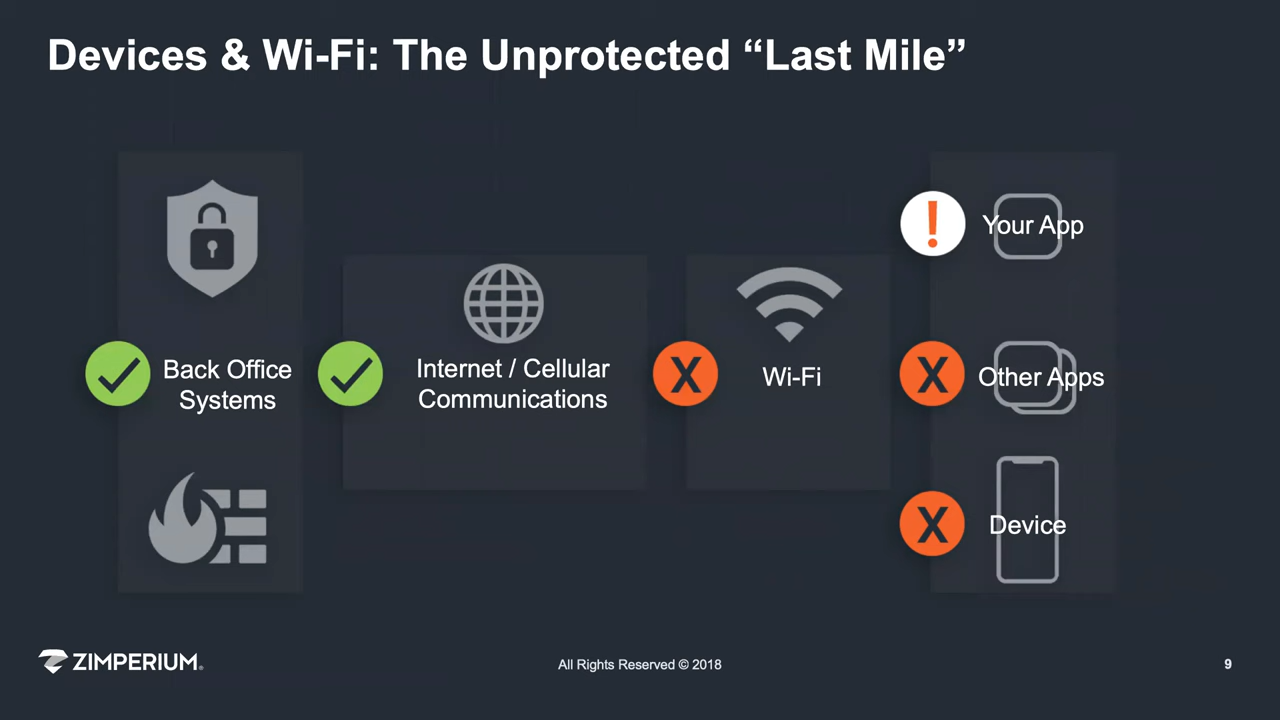 Devices & Wi-Fi: The Unprotected “Last Mile”
Back Office
Systems
Internet / Cellular
Communications
X
Wi-Fi
!
Your App
X
Other Apps
X
Device
ZIMPERIUM.
All Rights Reserved © 2018
9